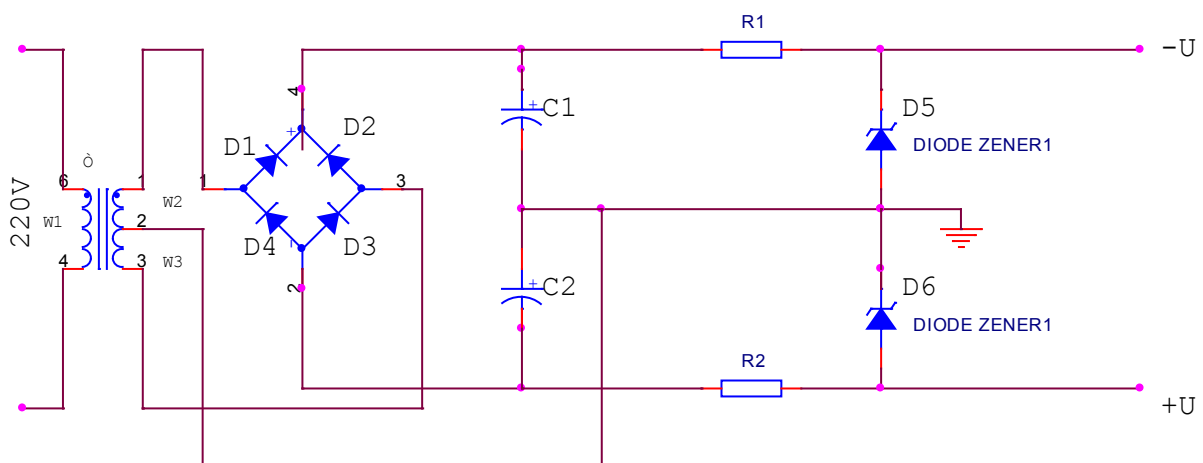 R1
-U
4
+
C1
D5
DIODE ZENER1
D1
D2
Ò
6
1
1
3
220V
W1
W2
2
D4
D3
4
3
W3
-
2
+
C2
D6
DIODE ZENER1
R2
+U
+